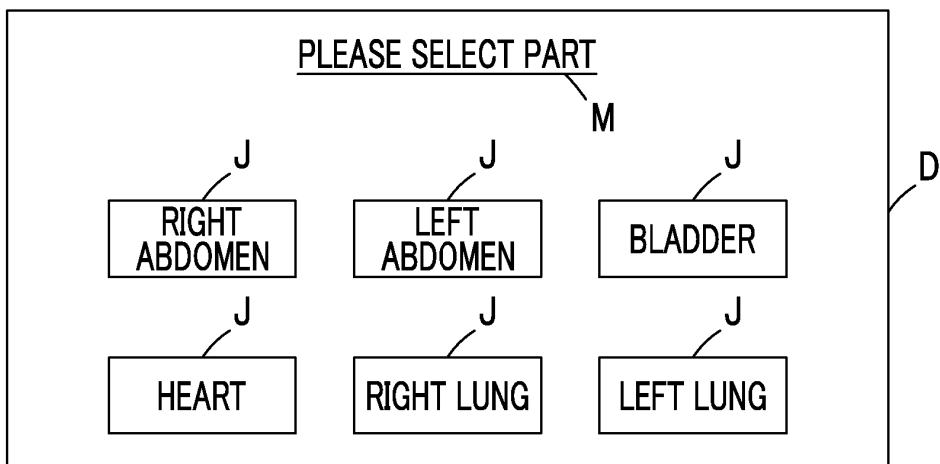 PLEASE SELECT PART
M
D
J
J
J
RIGHT
ABDOMEN
LEFT
ABDOMEN
BLADDER
J
J
J
HEART
RIGHT LUNG
LEFT LUNG